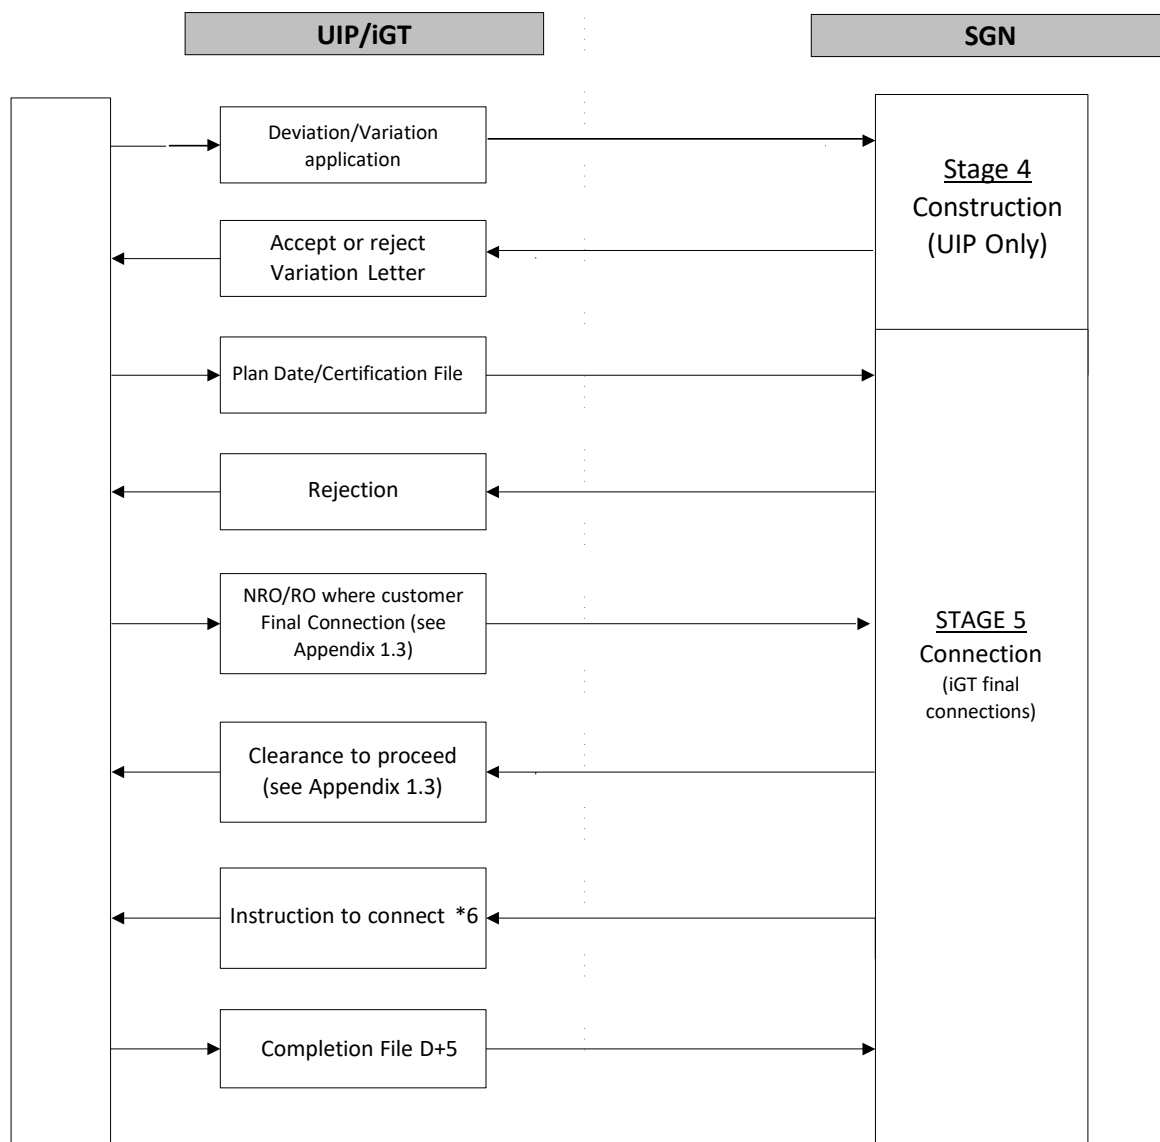 UIP/iGT
SGN
Deviation/Variation
application
Stage 4
Construction
(UIP Only)
Accept or reject
Variation Letter
Plan Date/Certification File
Rejection
NRO/RO where customer
Final Connection (see
Appendix 1.3)
STAGE 5
Connection
(iGT final
connections)
Clearance to proceed
(see Appendix 1.3)
Instruction to connect *6
Completion File D+5